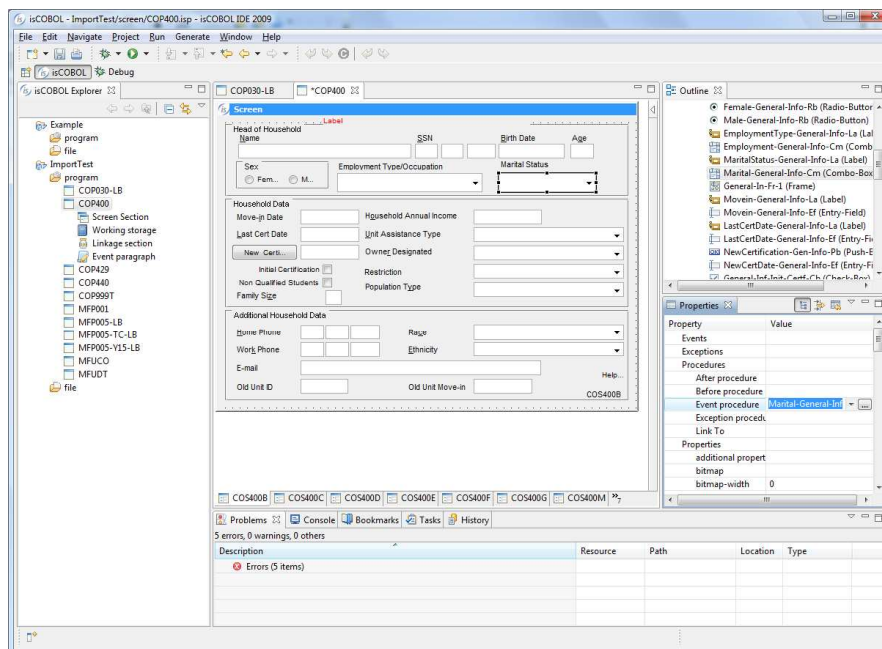 isCOBOL - ImportTest/screen/COP400.isp - isCOBOL IDE 2009
File Edit Navigate Project Run Generate Window Help
isCOBOL Debug
isCOBOL Explorer
Example
program
file
ImportTest
program
COP030-LB
COP400
Screen Section
Working storage
Linkage section
Event paragraph
COP429
COP440
COP999T
MFP001
MFP005-LB
MFP005-TC-LB
MFP005-Y15-LB
MFUCO
MFUDT
file
COP030-LB *COP400
Screen
Label
Head of Household
Name SSN Birth Date Age
Sex Employment Type/Occupation Marital Status
Fem... M...
Household Data
Move-in Date Household Annual Income
Last Cert Date Unit Assistance Type
New Certi... Owner Designated
Initial Certification Restriction
Non Qualified Students Population Type
Family Size
Additional Household Data
Home Phone Race
Work Phone Ethnicity
E-mail
Help...
Old Unit ID Old Unit Move-in
COS400B
COS400B COS400C COS400D COS400E COS400F COS400G COS400M »7
Outline
Female-General-Info-Rb (Radio-Button
Male-General-Info-Rb (Radio-Button
EmploymentType-General-Info-La (Label)
Employment-General-Info-Cm (Combo-
MaritalStatus-General-Info-La (Label)
Marital-General-Info-Cm (Combo-Box
General-In-Fr-1 (Frame)
Movein-General-Info-La (Label)
Movein-General-Info-Ef (Entry-Field)
LastCertDate-General-Info-La (Label)
LastCertDate-General-Info-Ef (Entry-Fi
NewCertification-Gen-Info-Pb (Push-B
NewCertDate-General-Info-Ef (Entry-Fi
General-Inf-Init-Certf-Cb (Check-Box)
Properties
Property Value
Events
Exceptions
Procedures
After procedure
Before procedure
Event procedure Marital-General-Inf ...
Exception procedu
Link To
Properties
additional propert
bitmap
bitmap-width 0
Problems Console Bookmarks Tasks History
5 errors, 0 warnings, 0 others
Description Resource Path Location Type
Errors (5 items)